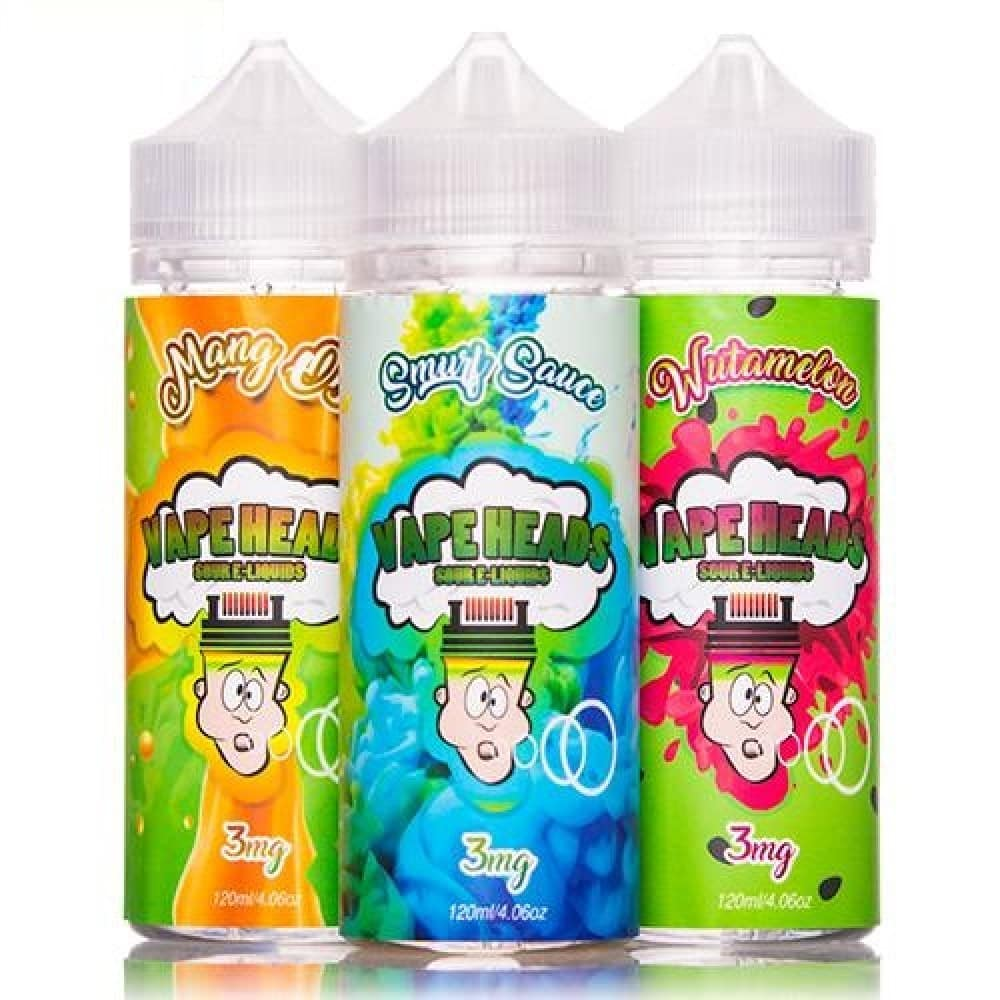 Mang
VAPE HEAD
SOUR E-LIQUIDS
3mg
120ml/4.06oz
Smurf Sauce
VAPE HEADS
SOUR E-LIQUIDS
3mg
120ml/4.06oz
Wutamelon
VAPE HEADS
SOUR E-LIQUIDS
3mg
120ml/4.06oz